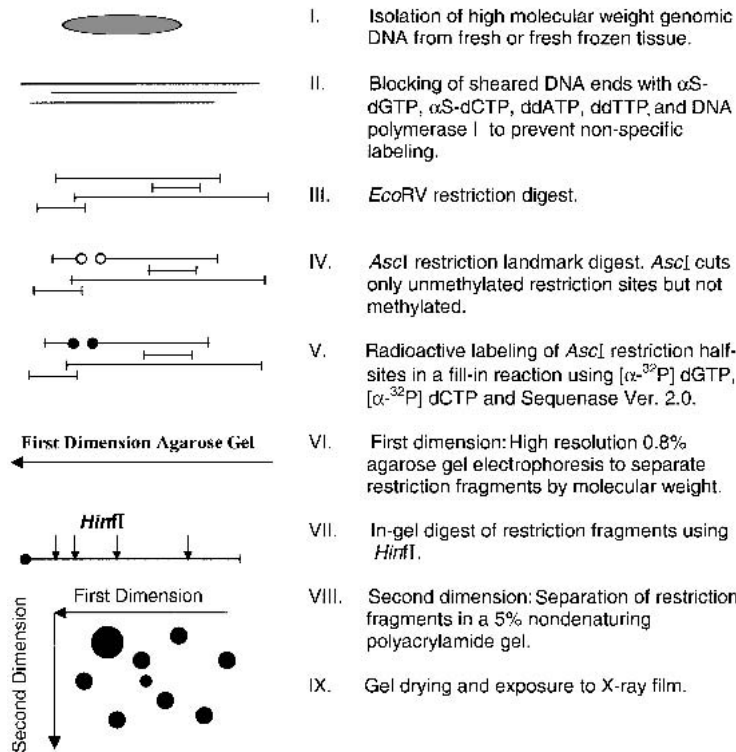 I. Isolation of high molecular weight genomic
DNA from fresh or fresh frozen tissue.
II. Blocking of sheared DNA ends with αS-
dGTP, αS-dCTP, ddATP, ddTTP, and DNA
polymerase I to prevent non-specific
labeling.
III. EcoRV restriction digest.
IV. AscI restriction landmark digest. AscI cuts
only unmethylated restriction sites but not
methylated.
V. Radioactive labeling of AscI restriction half-
sites in a fill-in reaction using [α-³²P] dGTP,
[α-³²P] dCTP and Sequenase Ver. 2.0.
First Dimension Agarose Gel
VI. First dimension: High resolution 0.8%
agarose gel electrophoresis to separate
restriction fragments by molecular weight.
HinfI
VII. In-gel digest of restriction fragments using
HinfI.
First Dimension
Second Dimension
VIII. Second dimension: Separation of restriction
fragments in a 5% nondenaturing
polyacrylamide gel.
IX. Gel drying and exposure to X-ray film.